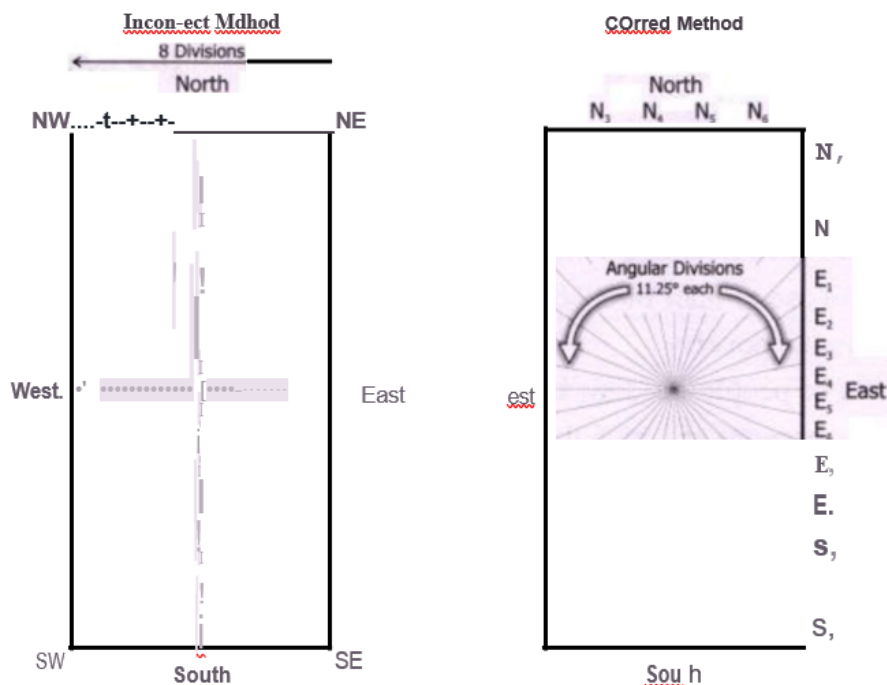 Incon-ect Mdhod
8 Divisions
North
NW....-t--+--+-
NE
West.
East
SW
South
SE
COrred Method
North
N₃ N₄ N₅ N₆
N,
N
Angular Divisions
11.25° each
E₁
E₂
E₃
E₄
E₅
E₆
East
est
E,
E.
s,
S,
Sou h